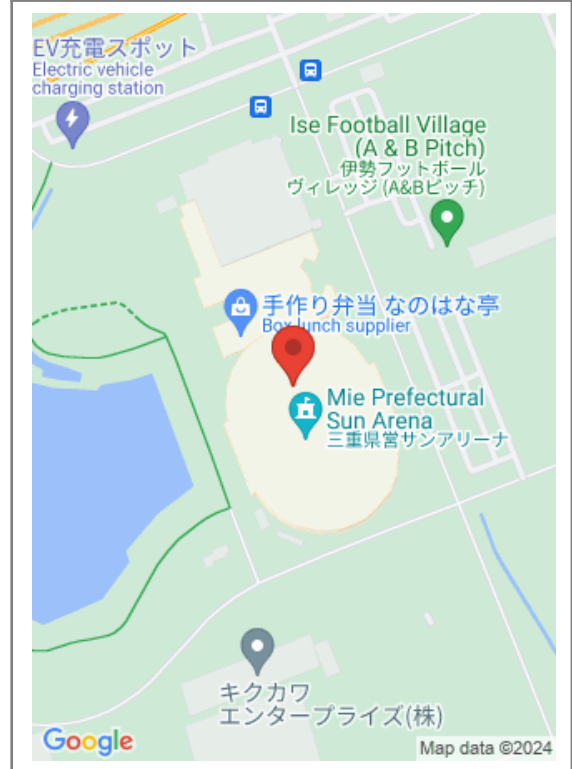 EV充電スポット
Electric vehicle
charging station
Ise Football Village
(A & B Pitch)
伊勢フットボール
ヴィレッジ (A&Bピッチ)
手作り弁当 なのはな亭
Box lunch supplier
Mie Prefectural
Sun Arena
三重県営サンアリーナ
キクカワ
エンタープライズ(株)
Google
Map data ©2024